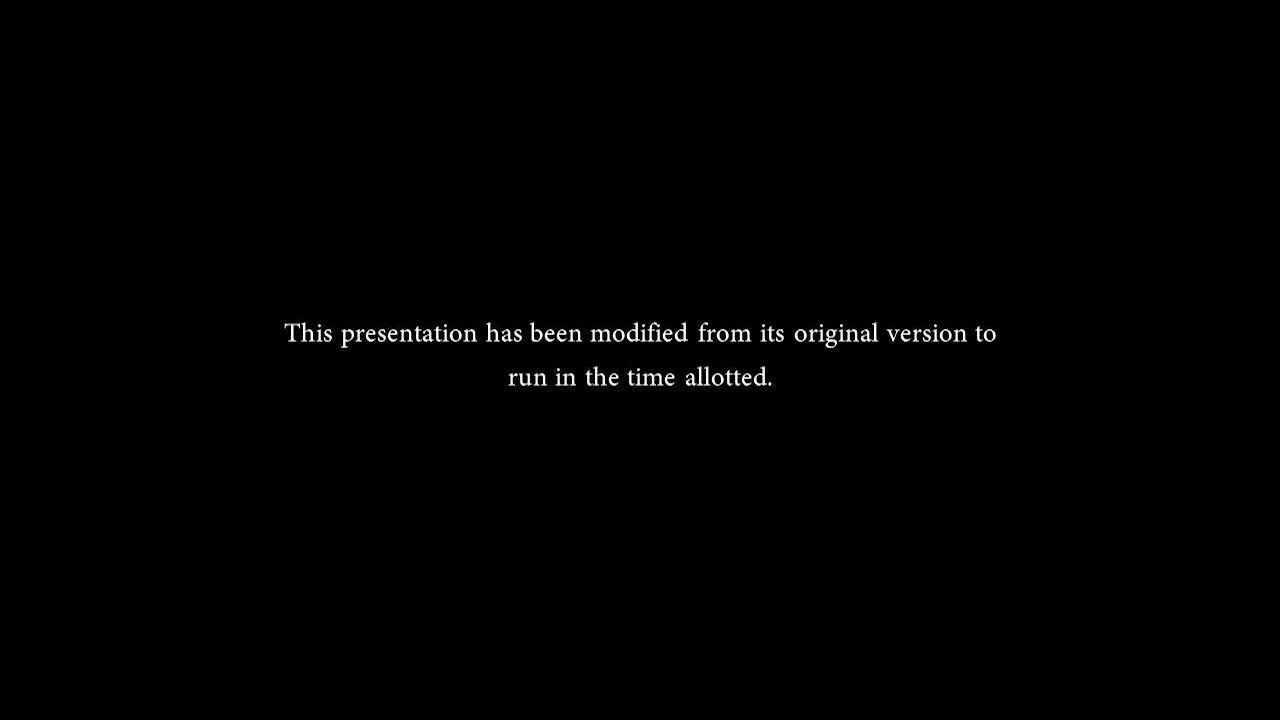 This presentation has been modified from its original version to
run in the time allotted.